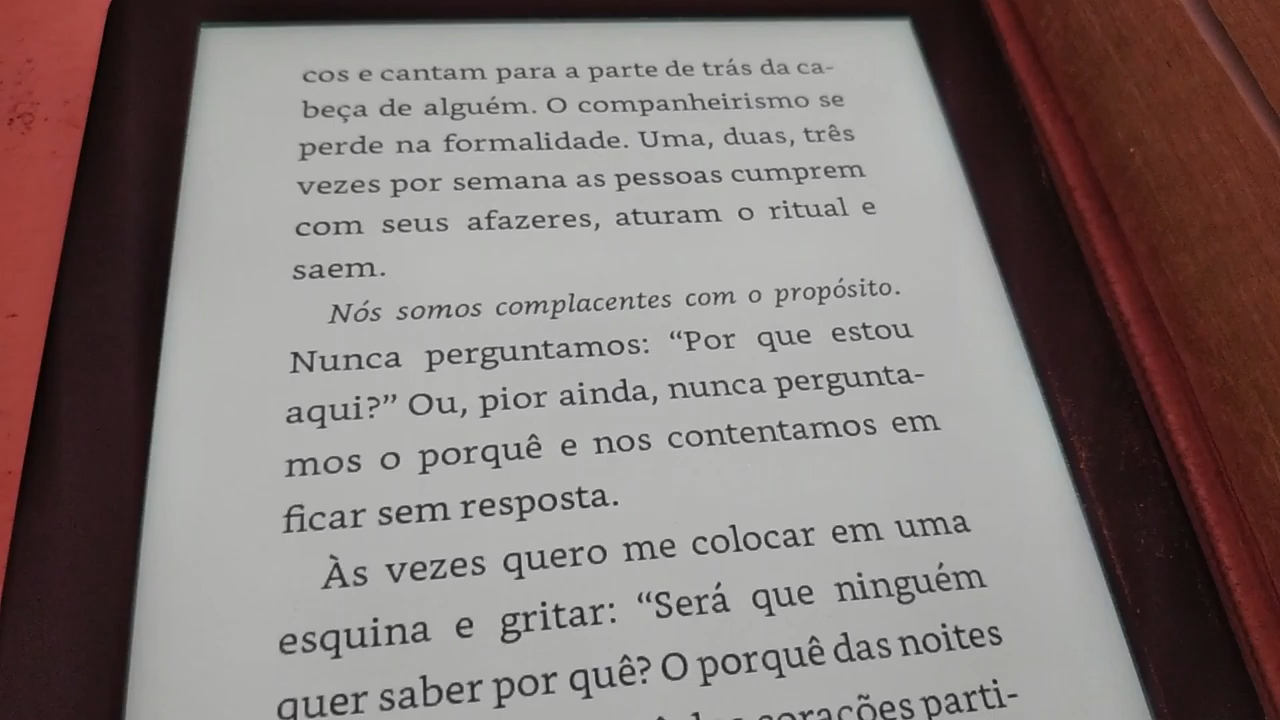 cos e cantam para a parte de trás da ca-
beça de alguém. O companheirismo se
perde na formalidade. Uma, duas, três
vezes por semana as pessoas cumprem
com seus afazeres, aturam o ritual e
saem.
Nós somos complacentes com o propósito.
Nunca perguntamos: “Por que estou
aqui?” Ou, pior ainda, nunca pergunta-
mos o porquê e nos contentamos em
ficar sem resposta.
Às vezes quero me colocar em uma
esquina e gritar: “Será que ninguém
quer saber por quê? O porquê das noites
corações parti-